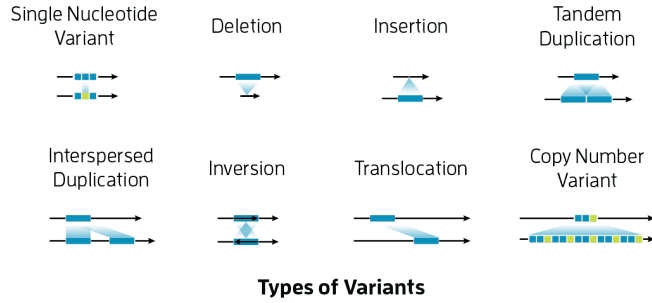 Single Nucleotide
Variant
Deletion
Insertion
Tandem
Duplication
Interspersed
Duplication
Inversion
Translocation
Copy Number
Variant
Types of Variants